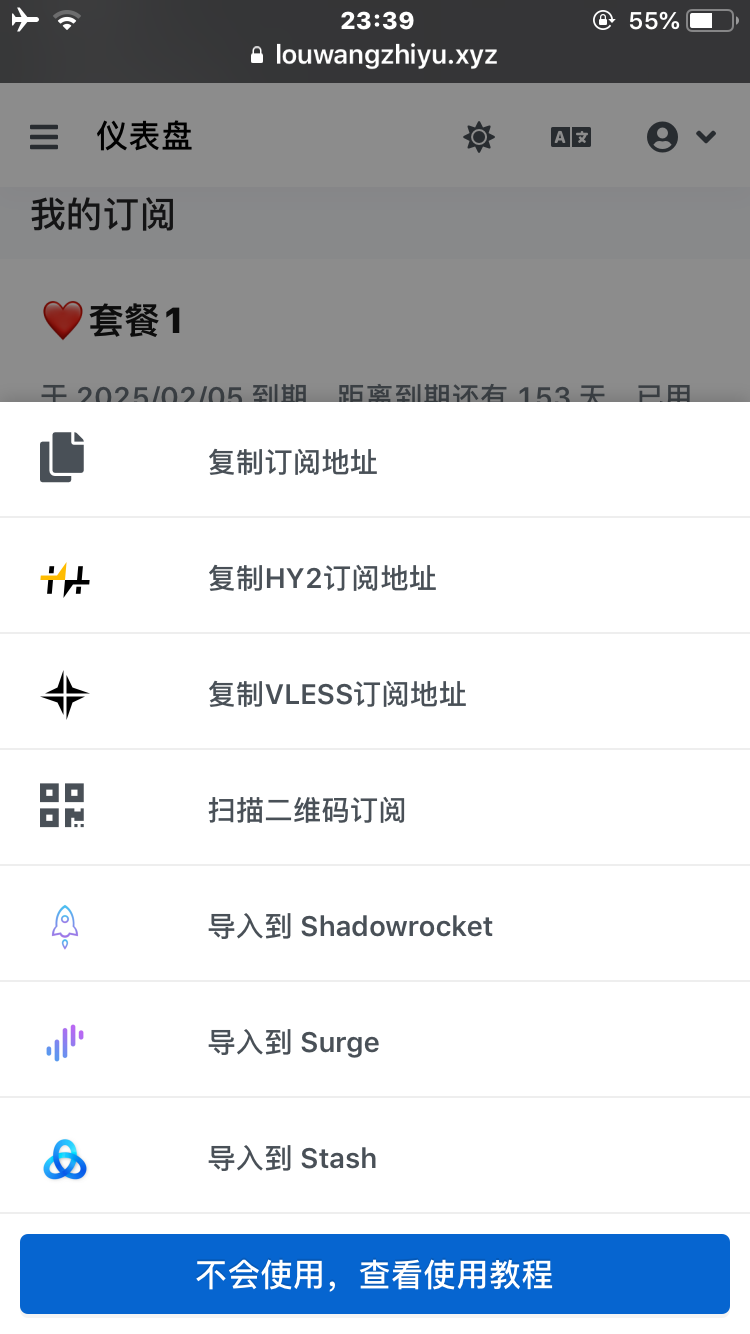 23:39
55%
louwangzhiyu.xyz
仪表盘
我的订阅
❤️套餐1
于 2025/02/05 到期，距离到期还有 153 天，已用
复制订阅地址
复制HY2订阅地址
复制VLESS订阅地址
扫描二维码订阅
导入到 Shadowrocket
导入到 Surge
导入到 Stash
不会使用，查看使用教程